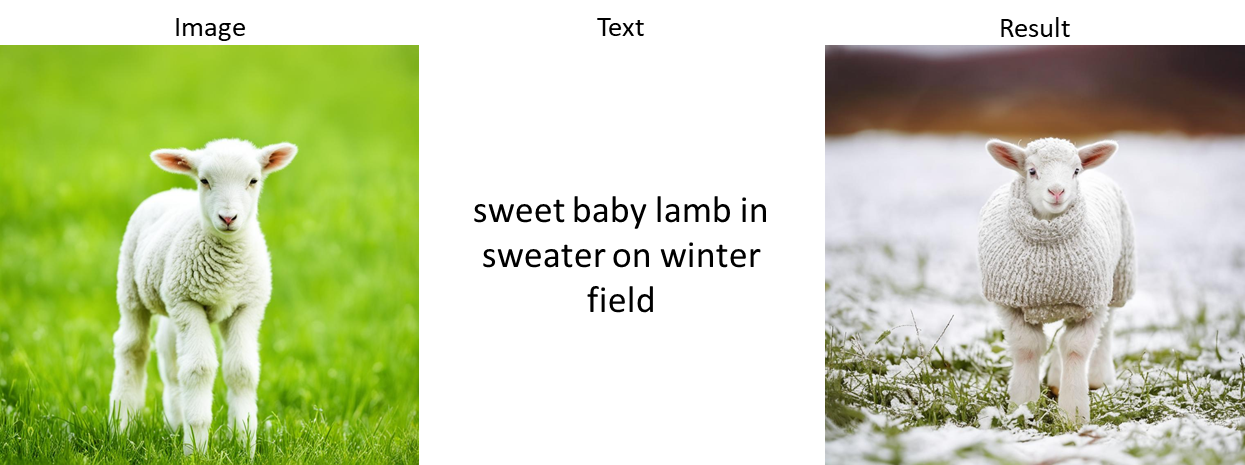 Image
Text
Result
sweet baby lamb in
sweater on winter
field